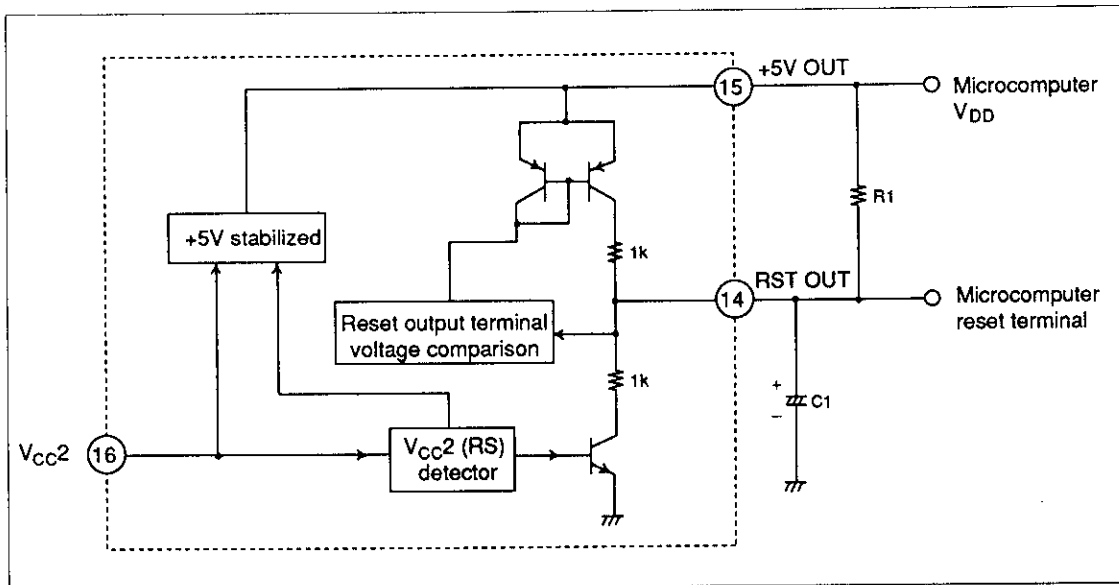 +5V OUT
15
Microcomputer
VDD
R1
+5V stabilized
1k
RST OUT
14
Microcomputer
reset terminal
Reset output terminal
voltage comparison
1k
+
−
C1
VCC2
16
VCC2 (RS)
detector